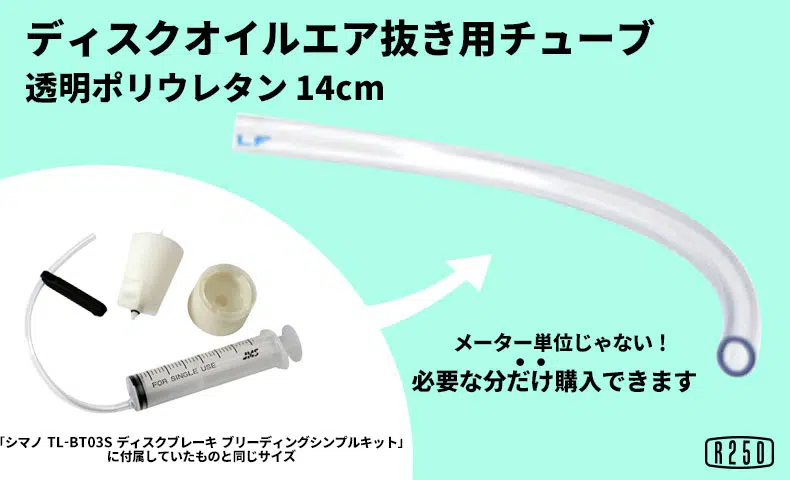 ディスクオイルエア抜き用チューブ
透明ポリウレタン 14cm
LF
JMS
FOR SINGLE USE
メーター単位じゃない！
必要な分だけ購入できます
「シマノ TL-BT03S ディスクブレーキ ブリーディングシンプルキット」
に付属していたものと同じサイズ
R250